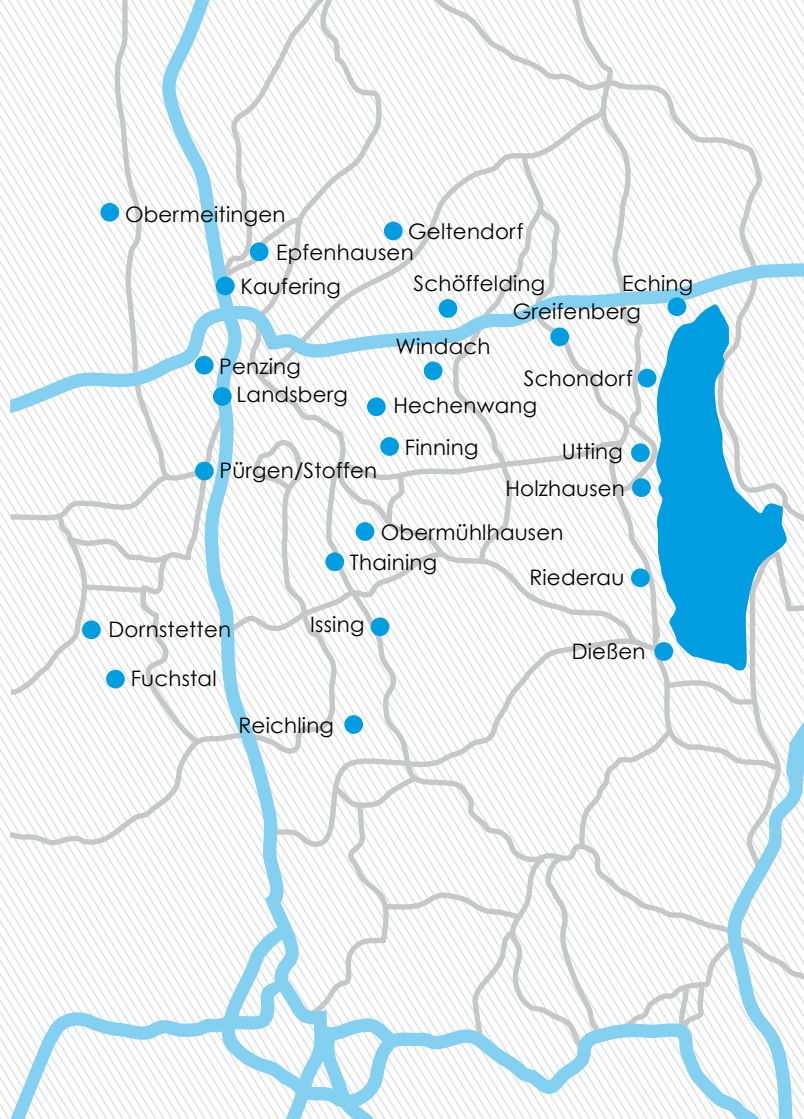 Obermeitingen
Geltendorf
Epfenhausen
Kaufering
Schöffelding
Eching
Greifenberg
Windach
Penzing
Schondorf
Landsberg
Hechenwang
Finning
Utting
Pürgen/Stoffen
Holzhausen
Obermühlhausen
Thaining
Riederau
Issing
Dornstetten
Dießen
Fuchstal
Reichling